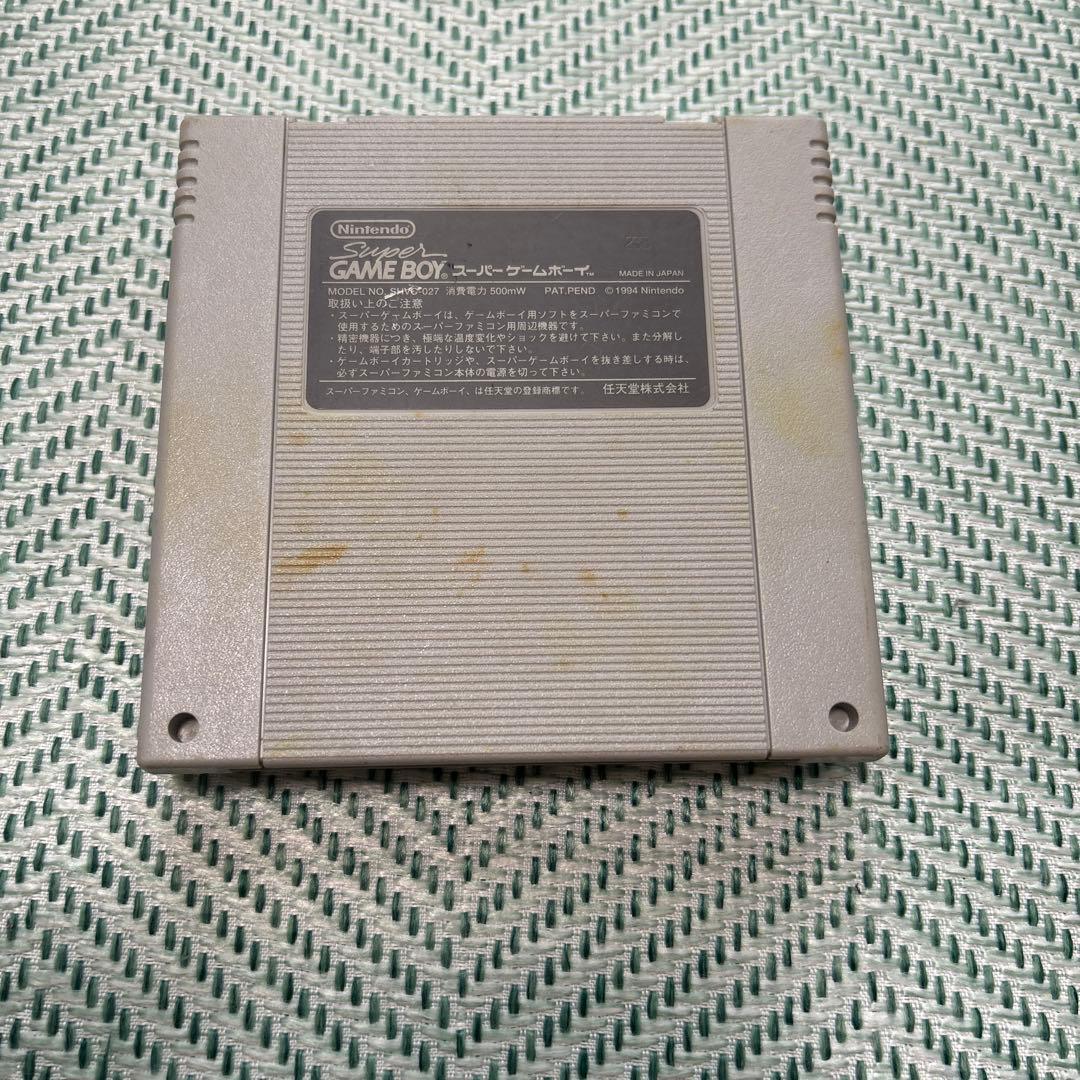 Nintendo
Super
GAME BOY® スーパーゲームボーイ™ MADE IN JAPAN
MODEL NO. SHVC-027 消費電力 500mW PAT.PEND ©1994 Nintendo
取扱い上のご注意
・スーパーゲームボーイは、ゲームボーイ用ソフトをスーパーファミコンで
使用するためのスーパーファミコン用周辺機器です。
・精密機器につき、極端な温度変化やショックを避けて下さい。また分解し
たり、端子部を汚したりしないで下さい。
・ゲームボーイカートリッジや、スーパーゲームボーイを抜き差しする時は、
必ずスーパーファミコン本体の電源を切って下さい。
スーパーファミコン、ゲームボーイ、は任天堂の登録商標です。 任天堂株式会社